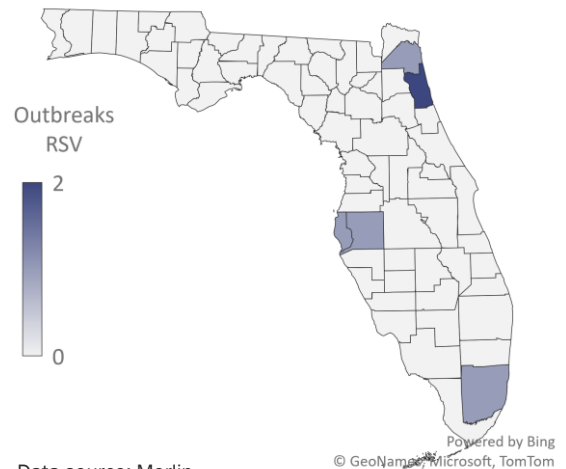 Outbreaks
RSV
2
0
Powered by Bing
© GeoNames, Microsoft, TomTom
Data source: Merlin